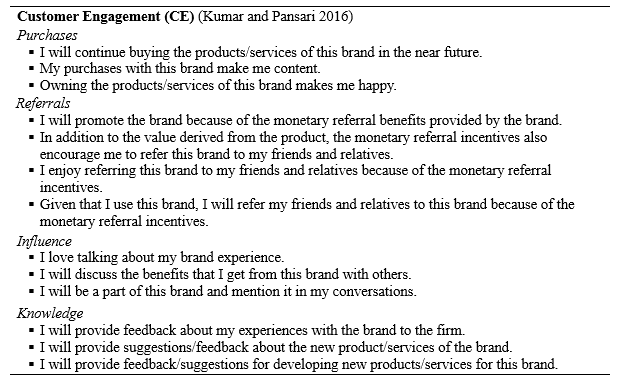 Customer Engagement (CE) (Kumar and Pansari 2016)
Purchases
▪ I will continue buying the products/services of this brand in the near future.
▪ My purchases with this brand make me content.
▪ Owning the products/services of this brand makes me happy.
Referrals
▪ I will promote the brand because of the monetary referral benefits provided by the brand.
▪ In addition to the value derived from the product, the monetary referral incentives also
encourage me to refer this brand to my friends and relatives.
▪ I enjoy referring this brand to my friends and relatives because of the monetary referral
incentives.
▪ Given that I use this brand, I will refer my friends and relatives to this brand because of the
monetary referral incentives.
Influence
▪ I love talking about my brand experience.
▪ I will discuss the benefits that I get from this brand with others.
▪ I will be a part of this brand and mention it in my conversations.
Knowledge
▪ I will provide feedback about my experiences with the brand to the firm.
▪ I will provide suggestions/feedback about the new product/services of the brand.
▪ I will provide feedback/suggestions for developing new products/services for this brand.